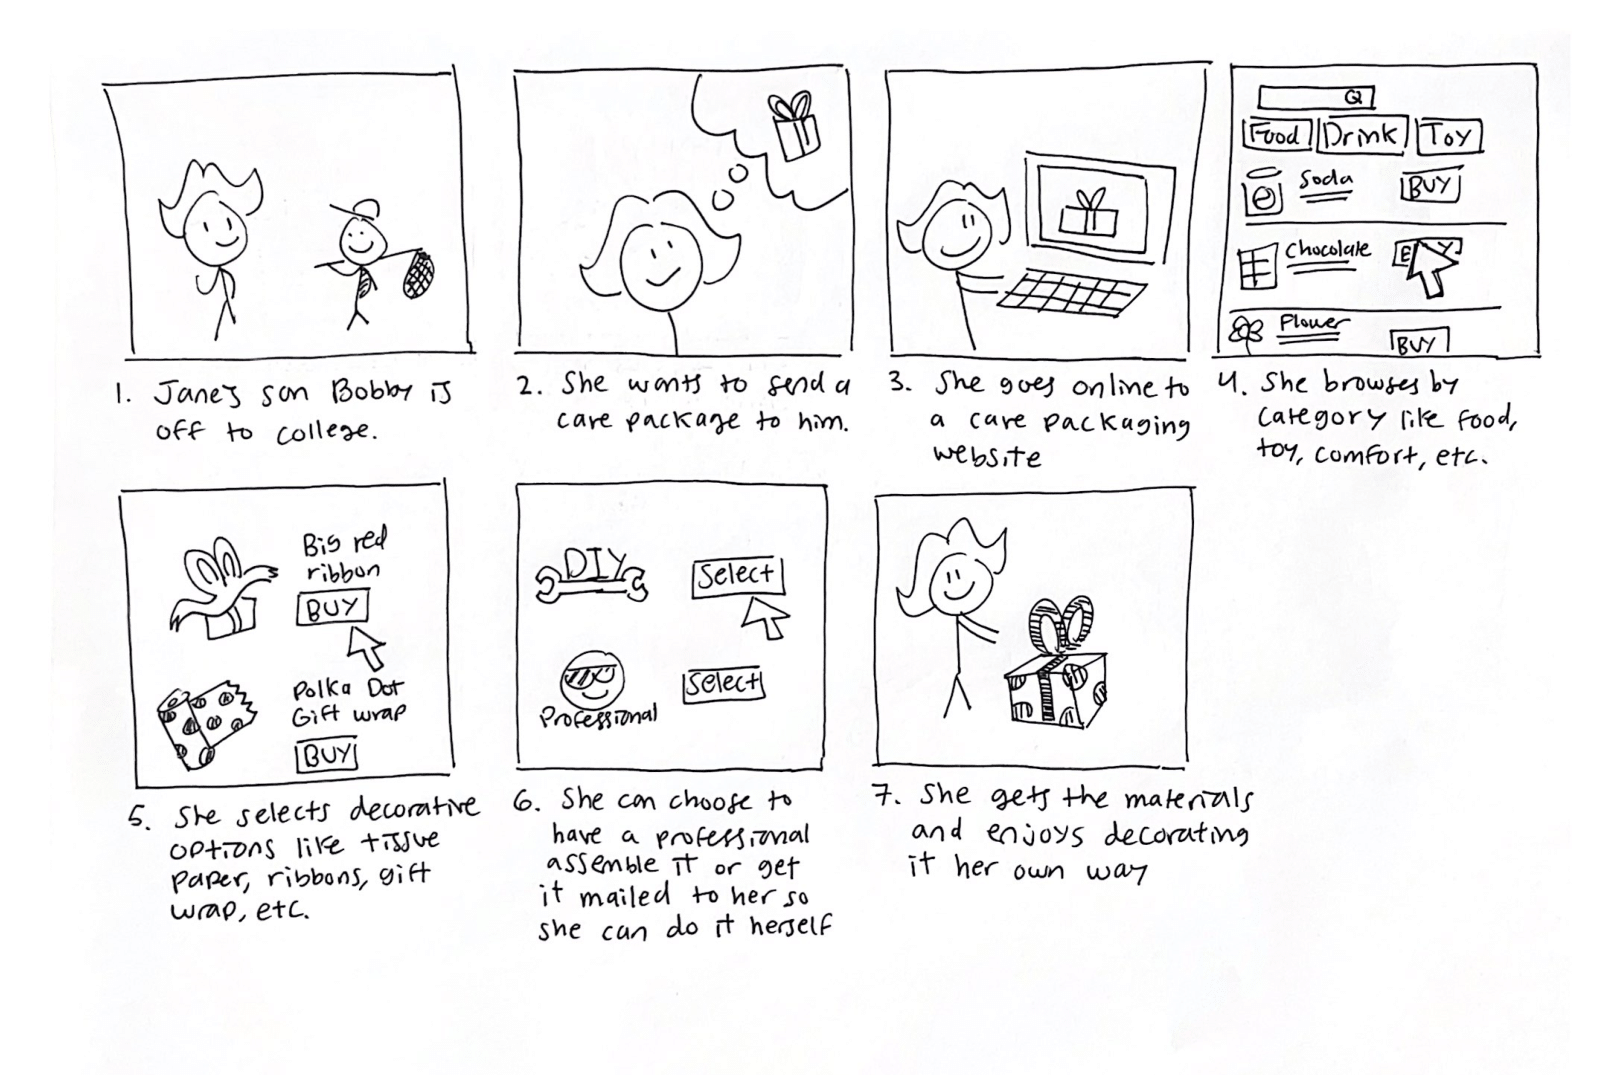 Food Drink Toy
Soda BUY
Chocolate
Flower BUY
1. Jane's son Bobby is
off to college.
2. She wants to send a
care package to him.
3. She goes online to
a care packaging
website
4. She browses by
category like food,
toy, comfort, etc.
Big red
ribbon
BUY
Polka Dot
Gift wrap
BUY
DIY Select
Professional Select
5. She selects decorative
options like tissue
paper, ribbons, gift
wrap, etc.
6. She can choose to
have a professional
assemble it or get
it mailed to her so
she can do it herself
7. She gets the materials
and enjoys decorating
it her own way